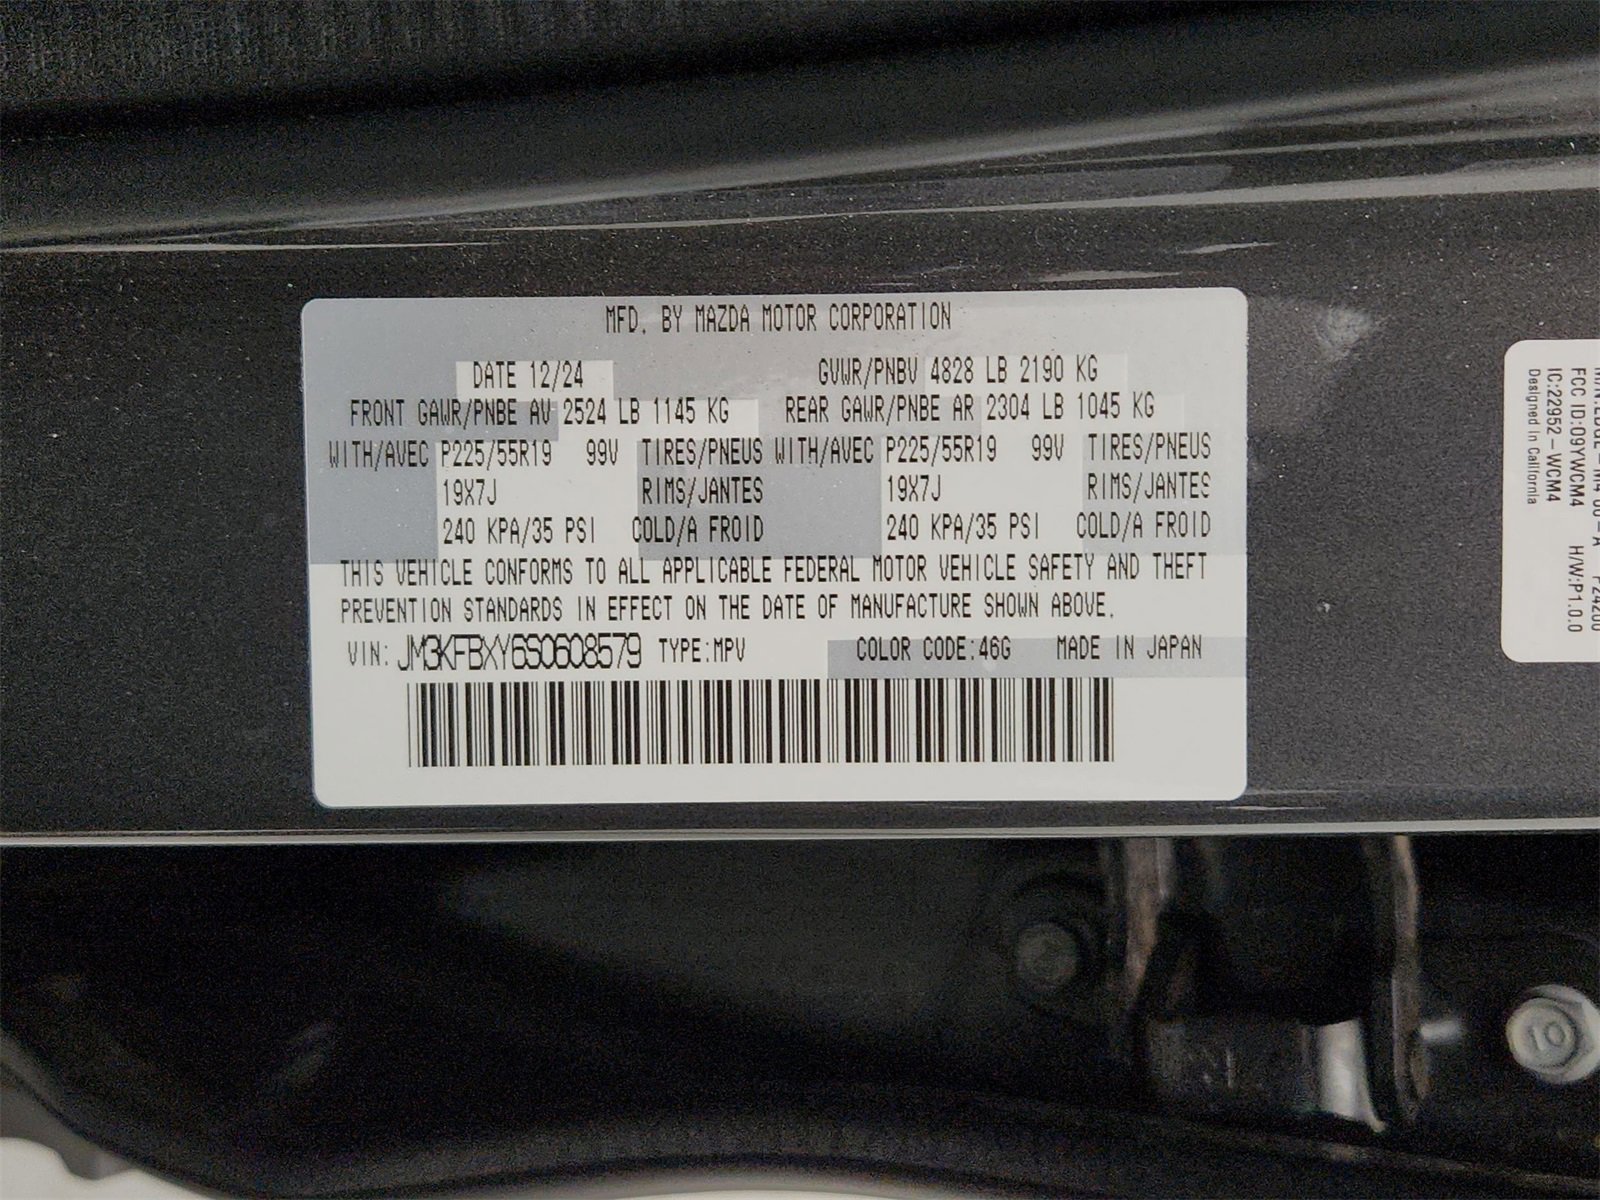 MFD. BY MAZDA MOTOR CORPORATION
DATE 12/24 GVWR/PNBV 4828 LB 2190 KG
FRONT GAWR/PNBE AV 2524 LB 1145 KG REAR GAWR/PNBE AR 2304 LB 1045 KG
WITH/AVEC P225/55R19 99V TIRES/PNEUS WITH/AVEC P225/55R19 99V TIRES/PNEUS
19X7J RIMS/JANTES 19X7J RIMS/JANTES
240 KPA/35 PSI COLD/A FROID 240 KPA/35 PSI COLD/A FROID
THIS VEHICLE CONFORMS TO ALL APPLICABLE FEDERAL MOTOR VEHICLE SAFETY AND THEFT
PREVENTION STANDARDS IN EFFECT ON THE DATE OF MANUFACTURE SHOWN ABOVE.
VIN: JM3KFBXY6S0608579 TYPE:MPV COLOR CODE:46G MADE IN JAPAN
FCC ID:O9YWCM4 H/W:P1.0.0
IC:22952-WCM4
Designed in California
10